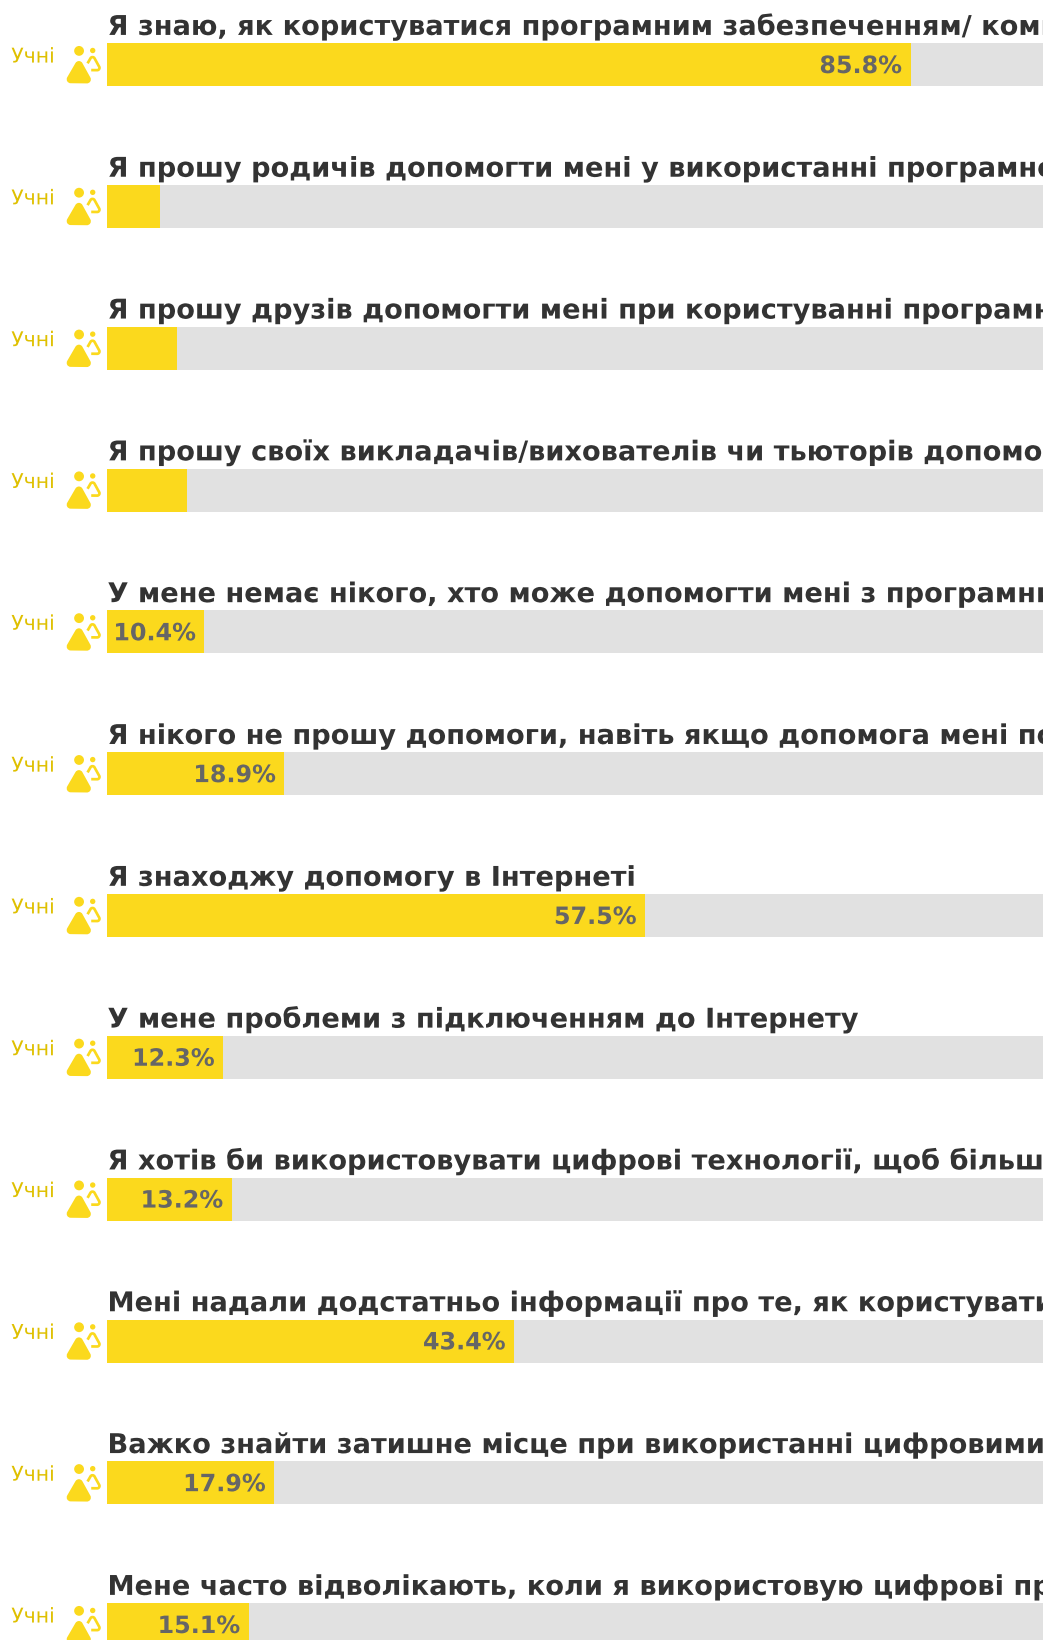 Я знаю, як користуватися програмним забезпеченням/ ком
Учні
85.8%
Я прошу родичів допомогти мені у використанні програмн
Учні
Я прошу друзів допомогти мені при користуванні програм
Учні
Я прошу своїх викладачів/вихователів чи тьюторів допомо
Учні
У мене немає нікого, хто може допомогти мені з програмн
Учні
10.4%
Я нікого не прошу допомоги, навіть якщо допомога мені по
Учні
18.9%
Я знаходжу допомогу в Інтернеті
Учні
57.5%
У мене проблеми з підключенням до Інтернету
Учні
12.3%
Я хотів би використовувати цифрові технології, щоб більш
Учні
13.2%
Мені надали додстатньо інформації про те, як користувати
Учні
43.4%
Важко знайти затишне місце при використанні цифровими
Учні
17.9%
Мене часто відволікають, коли я використовую цифрові пр
Учні
15.1%